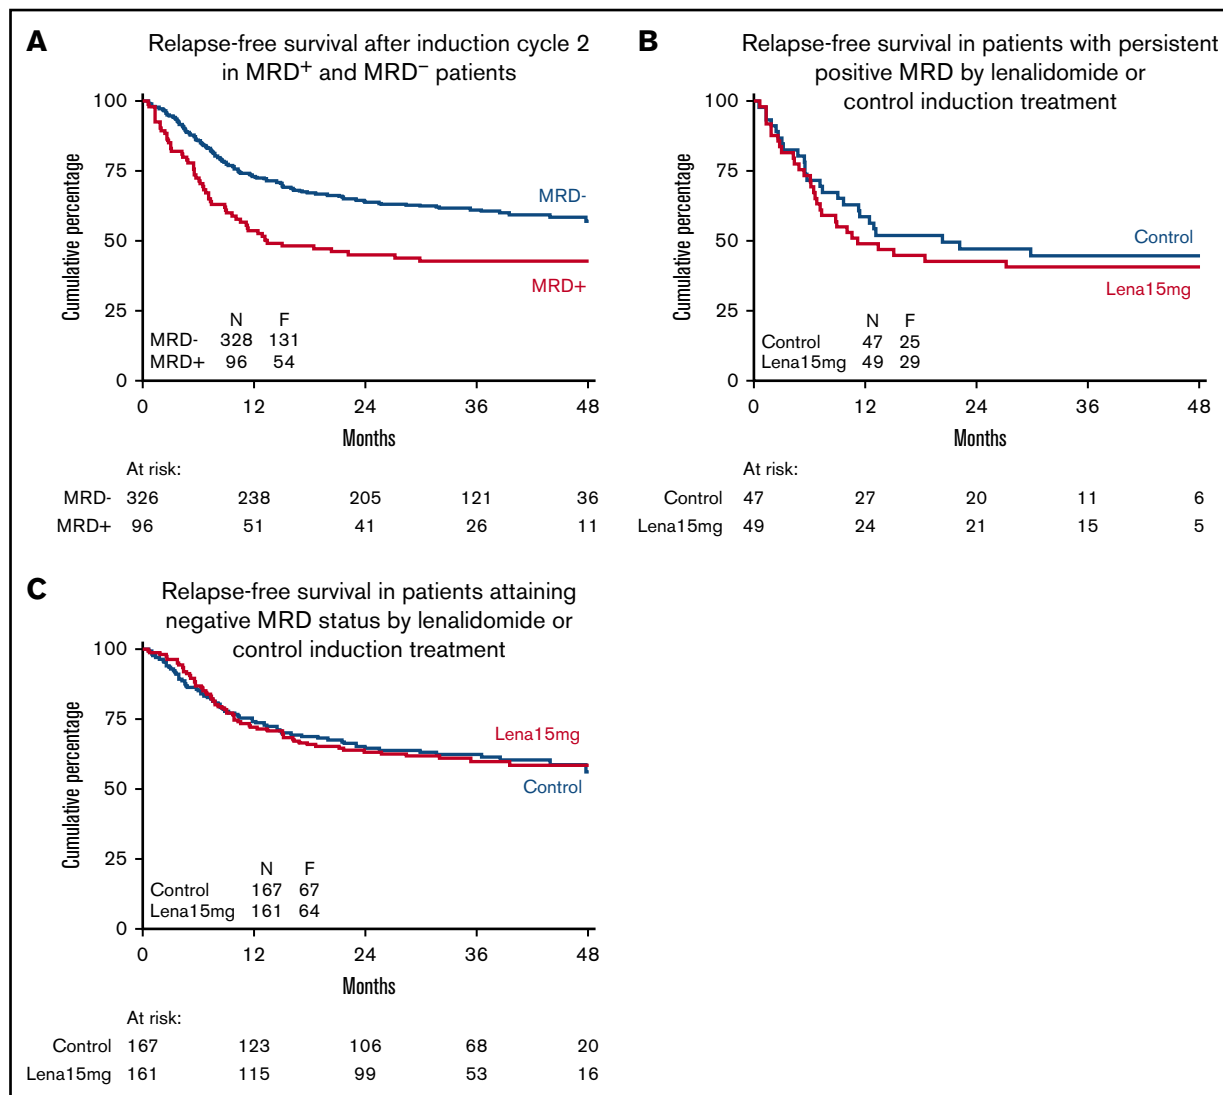 A
Relapse-free survival after induction cycle 2
in MRD⁺ and MRD⁻ patients
Cumulative percentage
100
75
50
25
0
MRD-
MRD+
N F
MRD- 328 131
MRD+ 96 54
0 12 24 36 48
Months
At risk:
MRD- 326 238 205 121 36
MRD+ 96 51 41 26 11
B
Relapse-free survival in patients with persistent
positive MRD by lenalidomide or
control induction treatment
Cumulative percentage
100
75
50
25
0
Control
Lena15mg
N F
Control 47 25
Lena15mg 49 29
0 12 24 36 48
Months
At risk:
Control 47 27 20 11 6
Lena15mg 49 24 21 15 5
C
Relapse-free survival in patients attaining
negative MRD status by lenalidomide or
control induction treatment
Cumulative percentage
100
75
50
25
0
Lena15mg
Control
N F
Control 167 67
Lena15mg 161 64
0 12 24 36 48
Months
At risk:
Control 167 123 106 68 20
Lena15mg 161 115 99 53 16